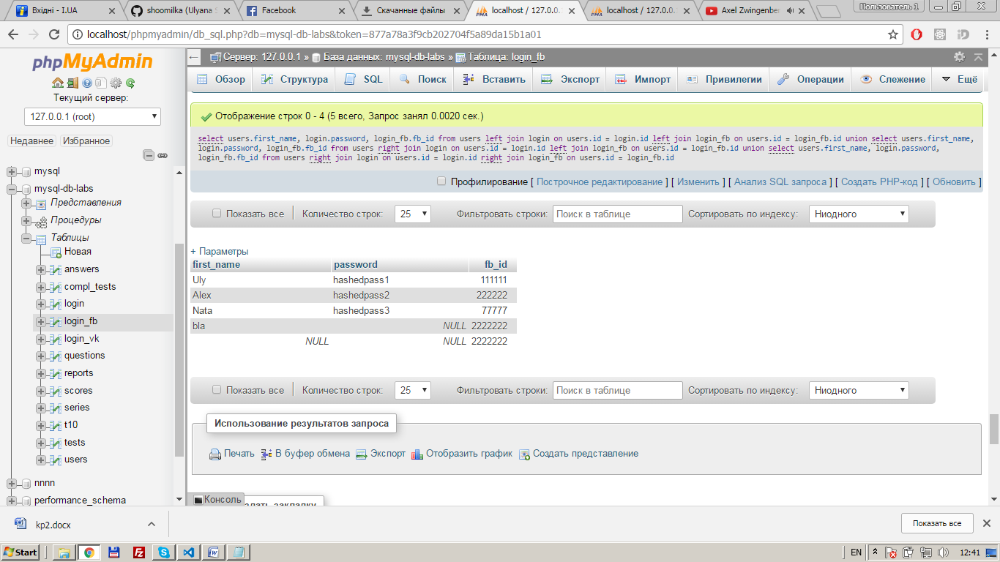 Вхідні - I.UA
shoomilka (Ulyana S
Facebook
Скачанные файлы
localhost / 127.0.0.
localhost / 127.0.0.
Axel Zwingenber
Пользователь 1
localhost/phpmyadmin/db_sql.php?db=mysql-db-labs&token=877a78a3f9cb202704f5a89da15b1a01
phpMyAdmin
Текущий сервер:
127.0.0.1 (root)
Недавнее Избранное
mysql
mysql-db-labs
Представления
Процедуры
Таблицы
Новая
answers
compl_tests
login
login_fb
login_vk
questions
reports
scores
series
t10
tests
users
nnnn
performance_schema
Сервер: 127.0.0.1 » База данных: mysql-db-labs » Таблица: login_fb
Обзор Структура SQL Поиск Вставить Экспорт Импорт Привилегии Операции Слежение Ещё
Отображение строк 0 - 4 (5 всего, Запрос занял 0.0020 сек.)
select users.first_name, login.password, login_fb.fb_id from users left join login on users.id = login.id left join login_fb on users.id = login_fb.id union select users.first_name,
login.password, login_fb.fb_id from users right join login on users.id = login.id left join login_fb on users.id = login_fb.id union select users.first_name, login.password,
login_fb.fb_id from users right join login on users.id = login.id right join login_fb on users.id = login_fb.id
Профилирование [ Построчное редактирование ] [ Изменить ] [ Анализ SQL запроса ] [ Создать PHP-код ] [ Обновить ]
Показать все Количество строк: 25 Фильтровать строки: Поиск в таблице Сортировать по индексу: Ниодного
+ Параметры
first_name password fb_id
Uly hashedpass1 111111
Alex hashedpass2 222222
Nata hashedpass3 77777
bla NULL 2222222
NULL NULL 2222222
Показать все Количество строк: 25 Фильтровать строки: Поиск в таблице Сортировать по индексу: Ниодного
Использование результатов запроса
Печать В буфер обмена Экспорт Отобразить график Создать представление
Консоль
закладку
kp2.docx
Показать все
Start
EN
12:41